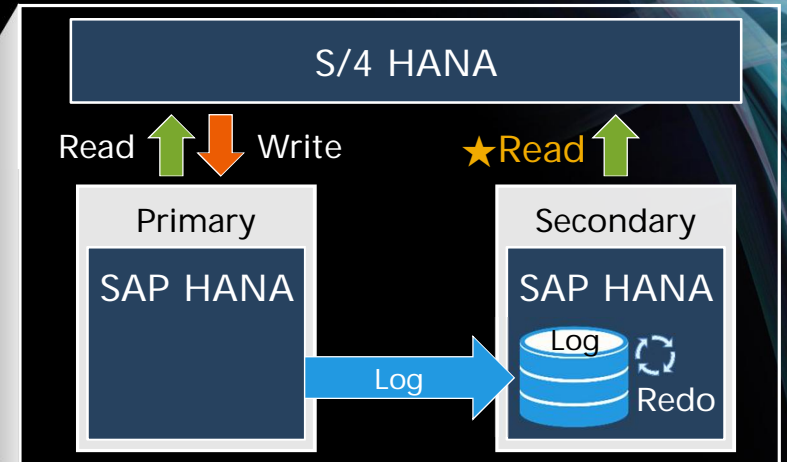 S/4 HANA
Read
Write
★Read
Primary
Secondary
SAP HANA
SAP HANA
Log
Log
Redo